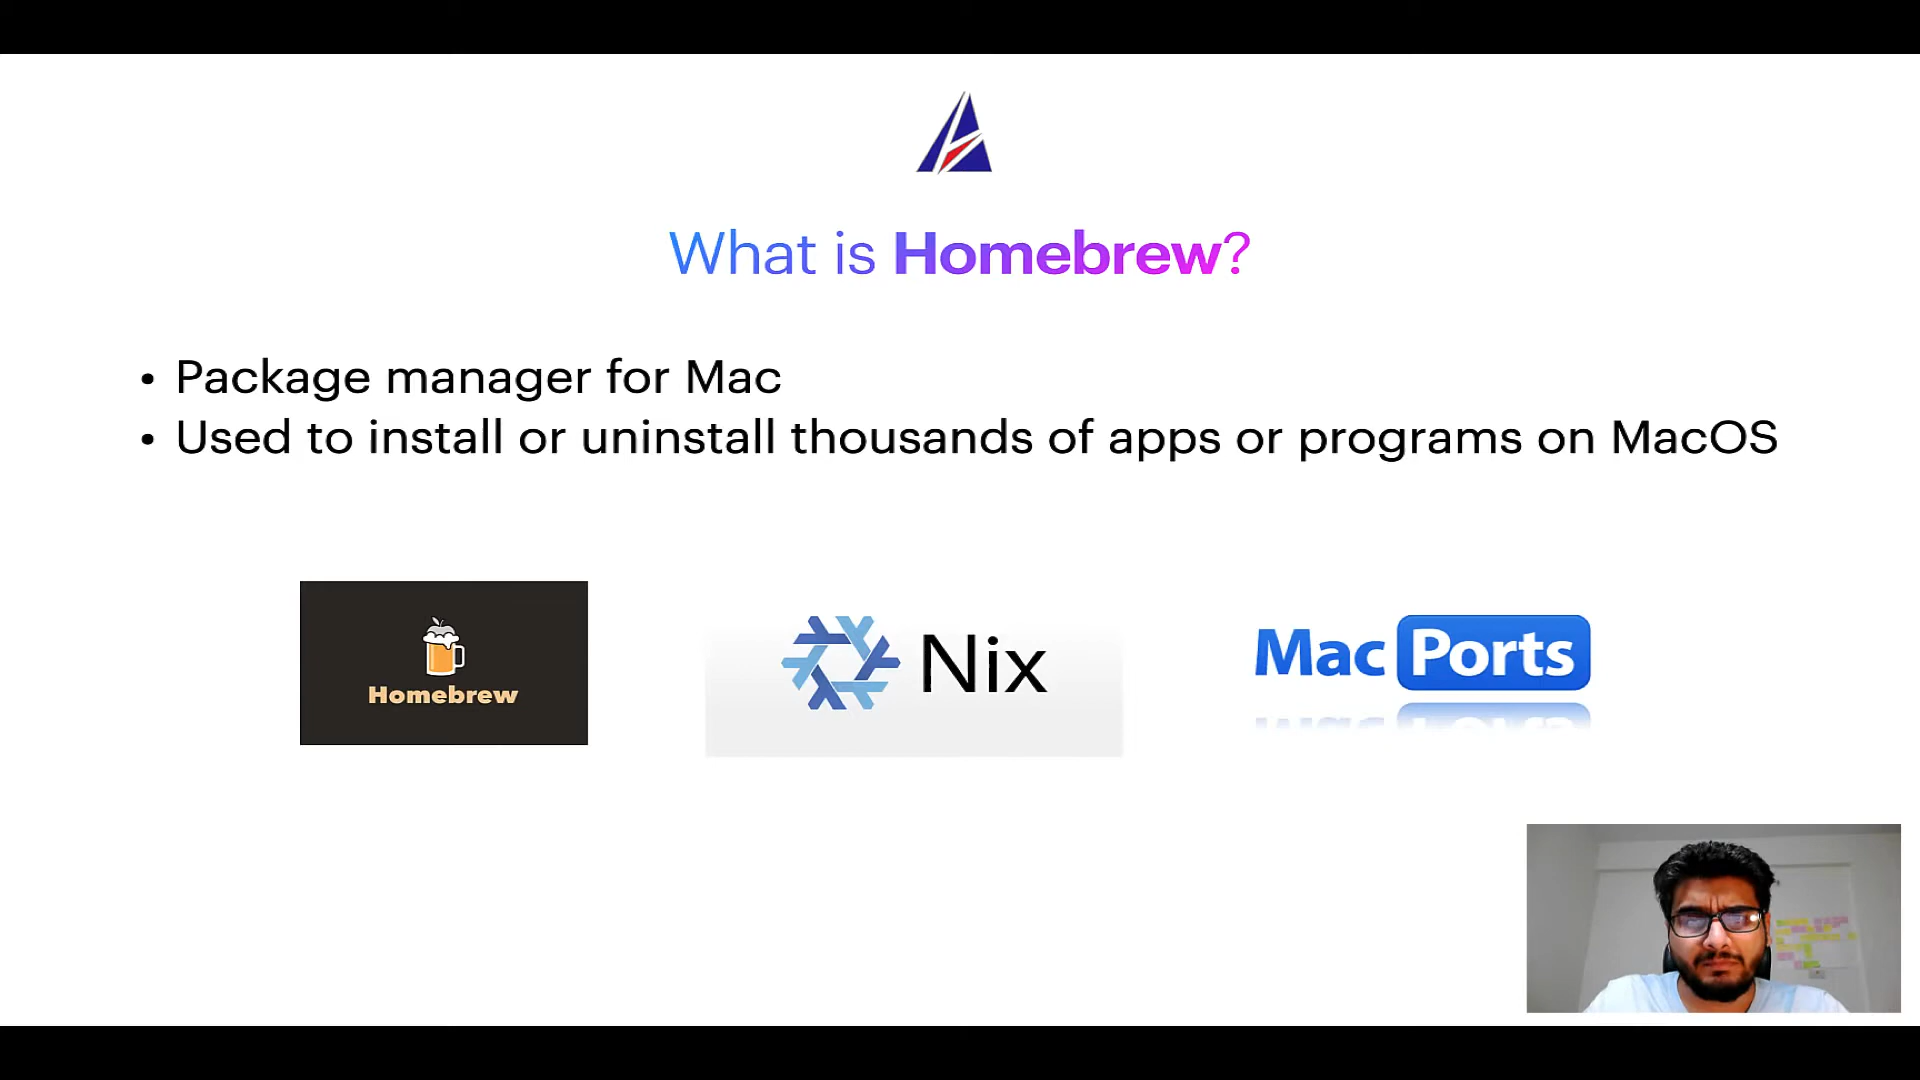 What is Homebrew?
• Package manager for Mac
• Used to install or uninstall thousands of apps or programs on MacOS
Homebrew
Nix
Mac Ports